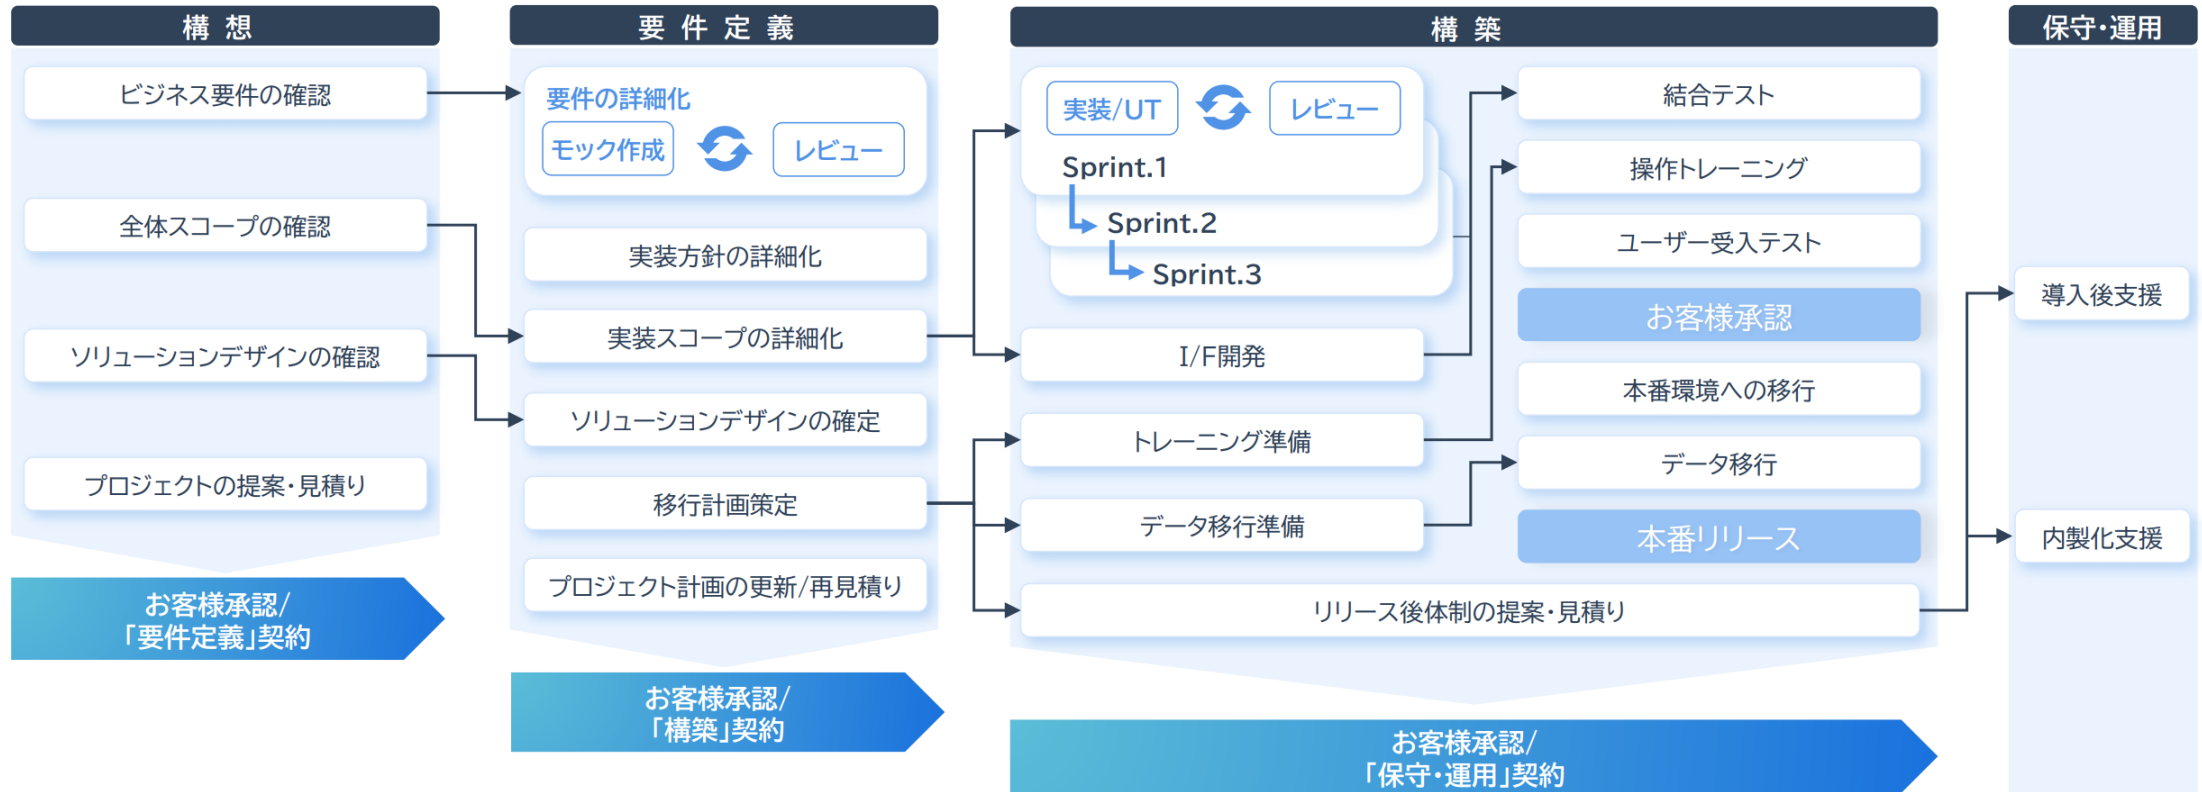 構想
ビジネス要件の確認
全体スコープの確認
ソリューションデザインの確認
プロジェクトの提案・見積り
お客様承認/
「要件定義」契約
要件定義
要件の詳細化
モック作成
レビュー
実装方針の詳細化
実装スコープの詳細化
ソリューションデザインの確定
移行計画策定
プロジェクト計画の更新/再見積り
お客様承認/
「構築」契約
構築
実装/UT
レビュー
Sprint.1
Sprint.2
Sprint.3
I/F開発
トレーニング準備
データ移行準備
結合テスト
操作トレーニング
ユーザー受入テスト
お客様承認
本番環境への移行
データ移行
本番リリース
リリース後体制の提案・見積り
お客様承認/
「保守・運用」契約
保守・運用
導入後支援
内製化支援